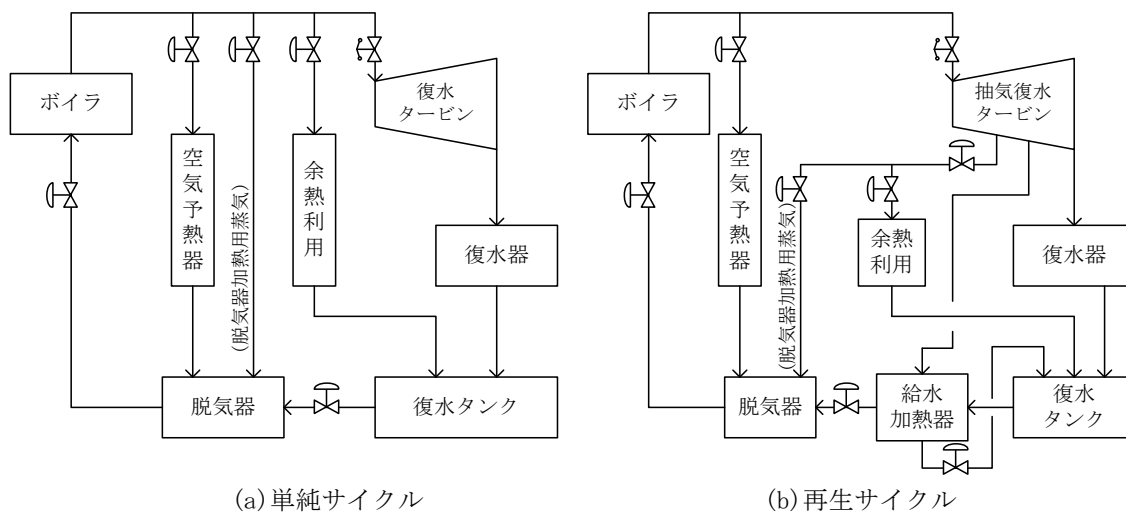 ボイラ
空気予熱器
(脱気器加熱用蒸気)
余熱利用
復水
タービン
復水器
脱気器
復水タンク
(a)単純サイクル
ボイラ
空気予熱器
(脱気器加熱用蒸気)
抽気復水
タービン
余熱
利用
復水器
脱気器
給水
加熱器
復水
タンク
(b)再生サイクル